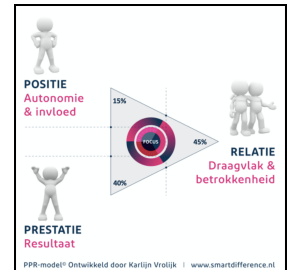 POSITIE
Autonomie
& invloed
15%
FOCUS
45%
RELATIE
Draagvlak &
betrokkenheid
40%
PRESTATIE
Resultaat
PPR-model® Ontwikkeld door Karlijn Vrolijk | www.smartdifference.nl